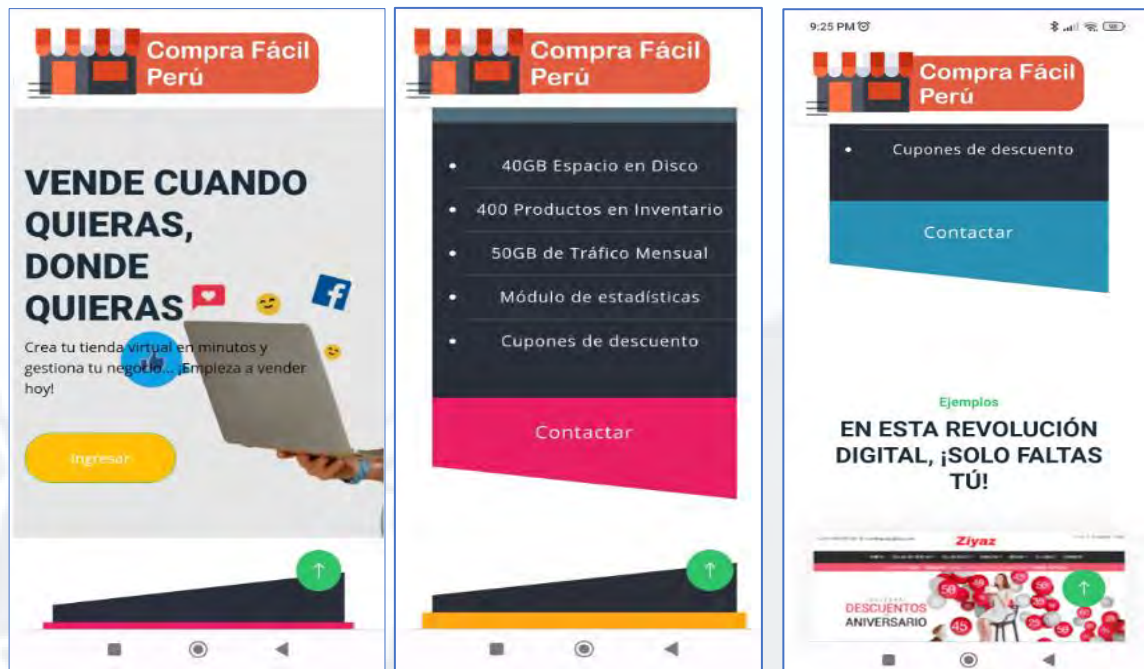 Compra Fácil
Perú
VENDE CUANDO
QUIERAS,
DONDE
QUIERAS
Crea tu tienda virtual en minutos y
gestiona tu negocio... ¡Empieza a vender
hoy!
Ingresar
Compra Fácil
Perú
40GB Espacio en Disco
400 Productos en Inventario
50GB de Tráfico Mensual
Módulo de estadísticas
Cupones de descuento
Contactar
9:25 PM
Compra Fácil
Perú
Cupones de descuento
Contactar
Ejemplos
EN ESTA REVOLUCIÓN
DIGITAL, ¡SOLO FALTAS
TÚ!
Ziyaz
DESCUENTOS
ANIVERSARIO